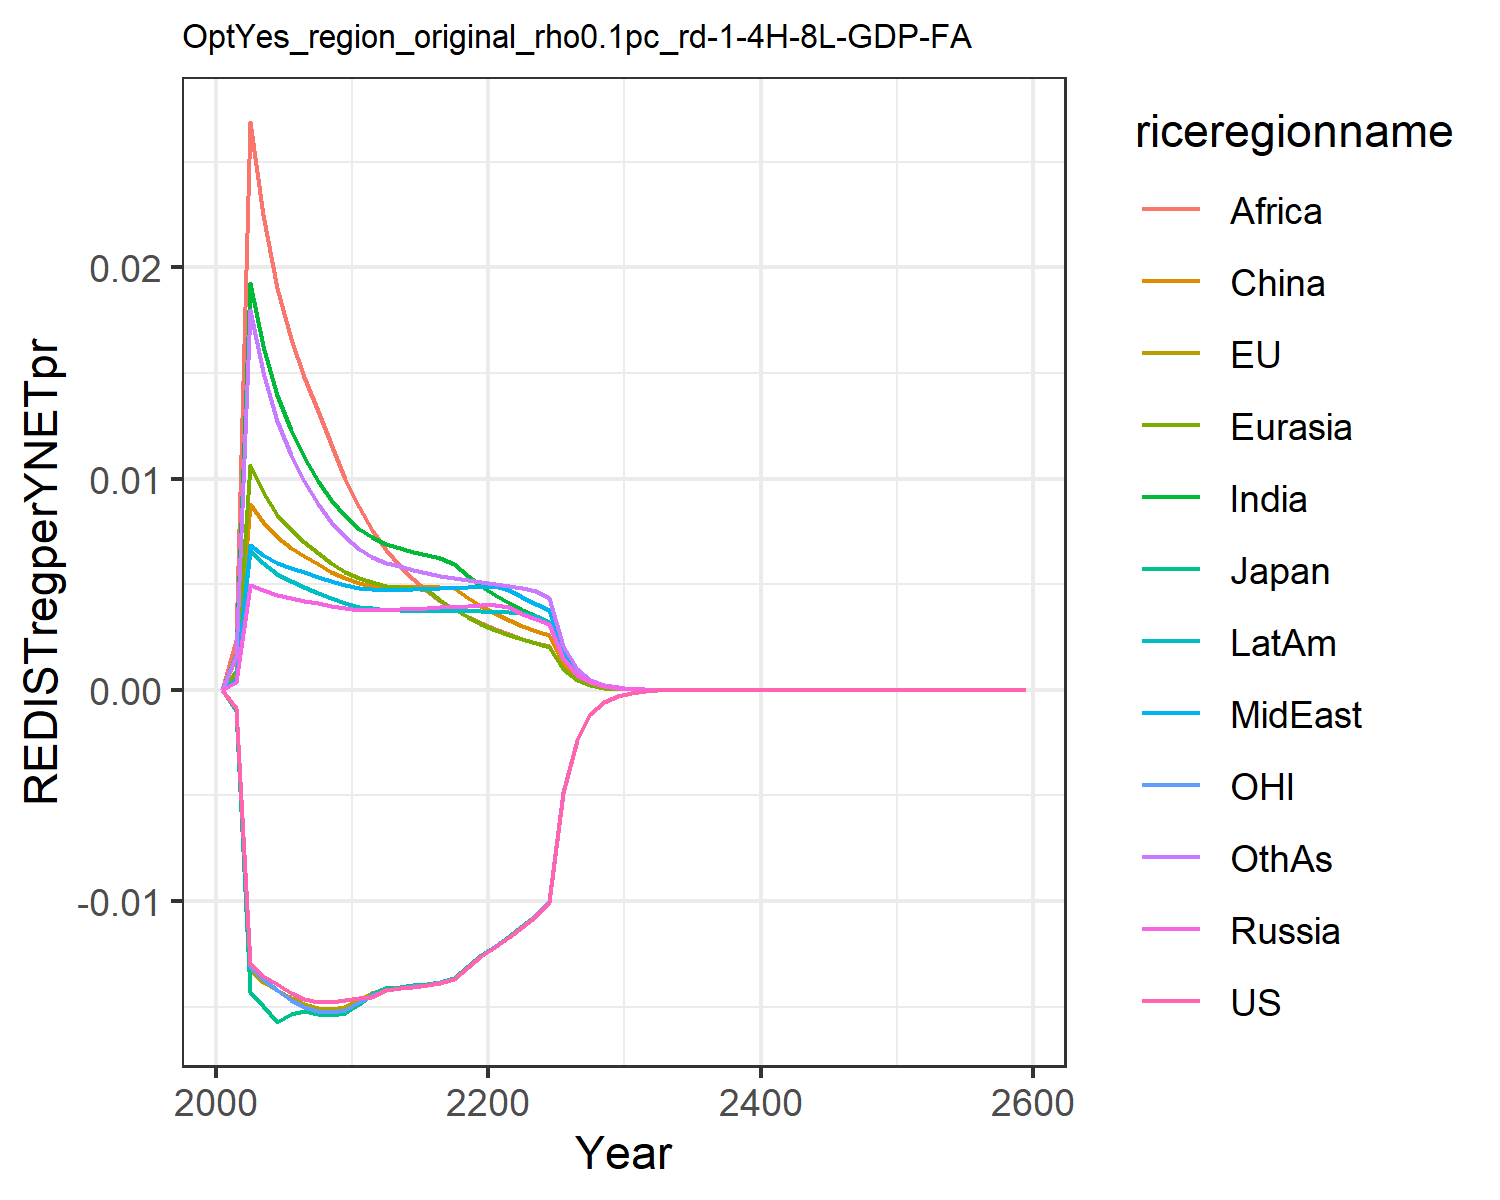 OptYes_region_original_rho0.1pc_rd-1-4H-8L-GDP-FA
REDISTregperYNETpr
0.02
0.01
0.00
-0.01
2000
2200
2400
2600
Year
riceregionname
Africa
China
EU
Eurasia
India
Japan
LatAm
MidEast
OHI
OthAs
Russia
US